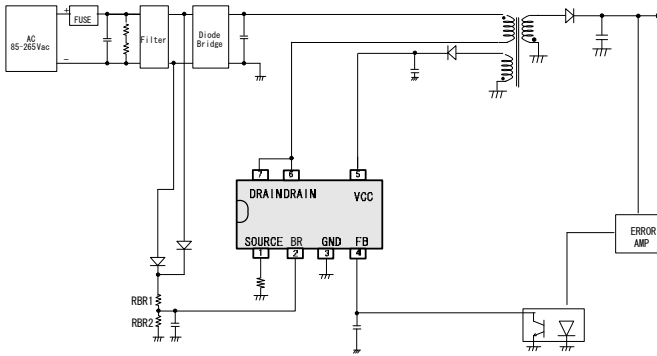 AC
85-265Vac
+
-
FUSE
Filter
Diode
Bridge
7
6
5
DRAINDRAIN
VCC
SOURCE BR GND FB
1
2
3
4
RBR1
RBR2
ERROR
AMP